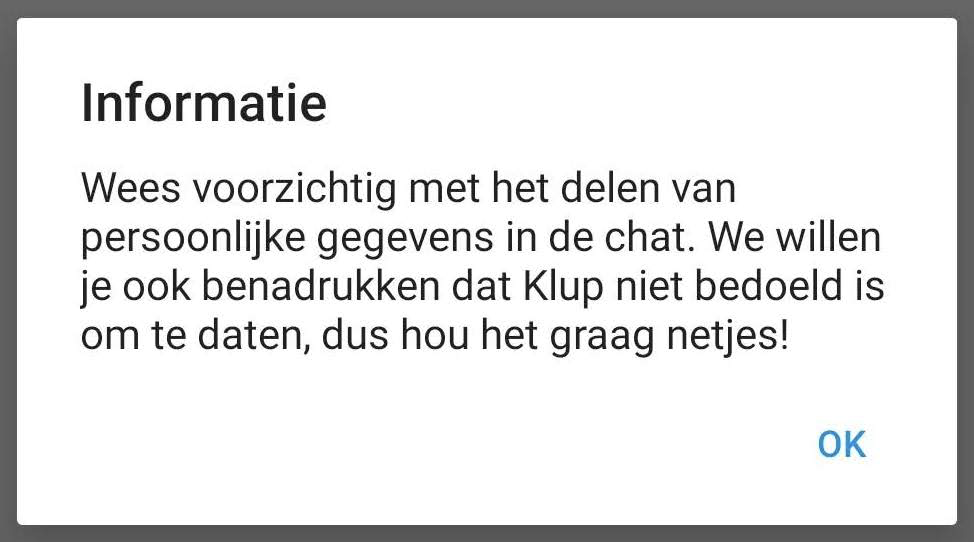 Informatie
Wees voorzichtig met het delen van
persoonlijke gegevens in de chat. We willen
je ook benadrukken dat Klup niet bedoeld is
om te daten, dus hou het graag netjes!
OK